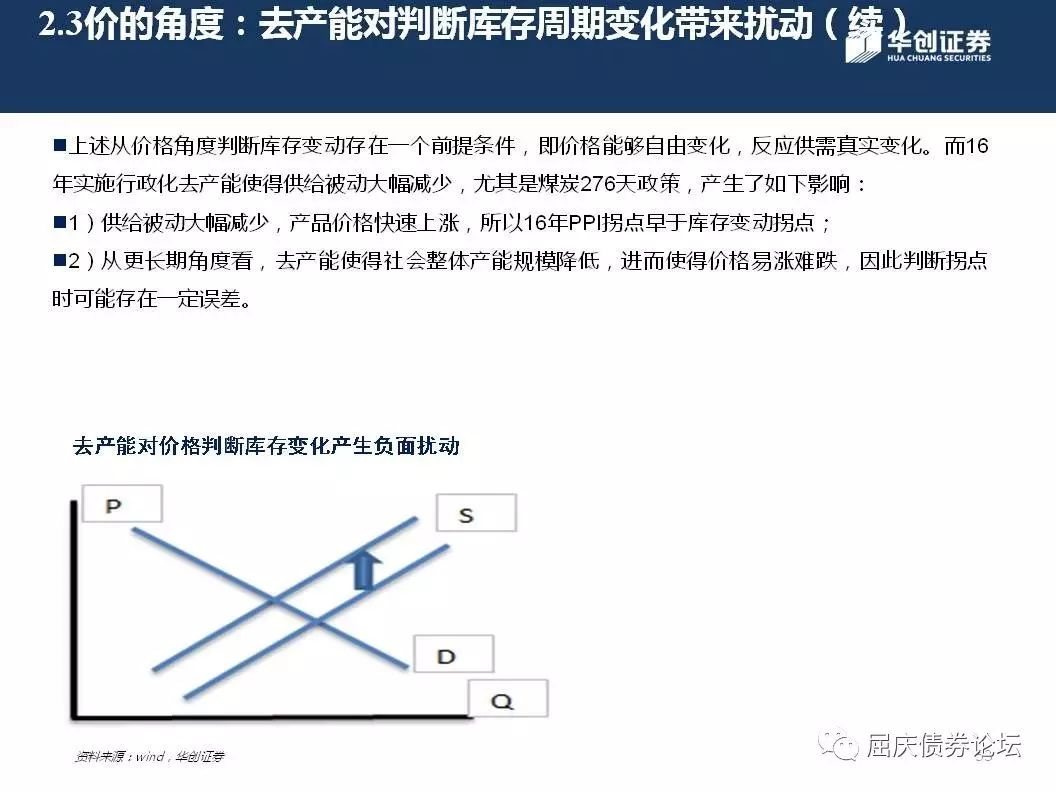 2.3价的角度：去产能对判断库存周期变化带来扰动（续）
华创证券
HUA CHUANG SECURITIES
■上述从价格角度判断库存变动存在一个前提条件，即价格能够自由变化，反应供需真实变化。而16
年实施行政化去产能使得供给被动大幅减少，尤其是煤炭276天政策，产生了如下影响：
■1）供给被动大幅减少，产品价格快速上涨，所以16年PPI拐点早于库存变动拐点；
■2）从更长期角度看，去产能使得社会整体产能规模降低，进而使得价格易涨难跌，因此判断拐点
时可能存在一定误差。
去产能对价格判断库存变化产生负面扰动
P
S
D
Q
资料来源：wind，华创证券
屈庆债券论坛